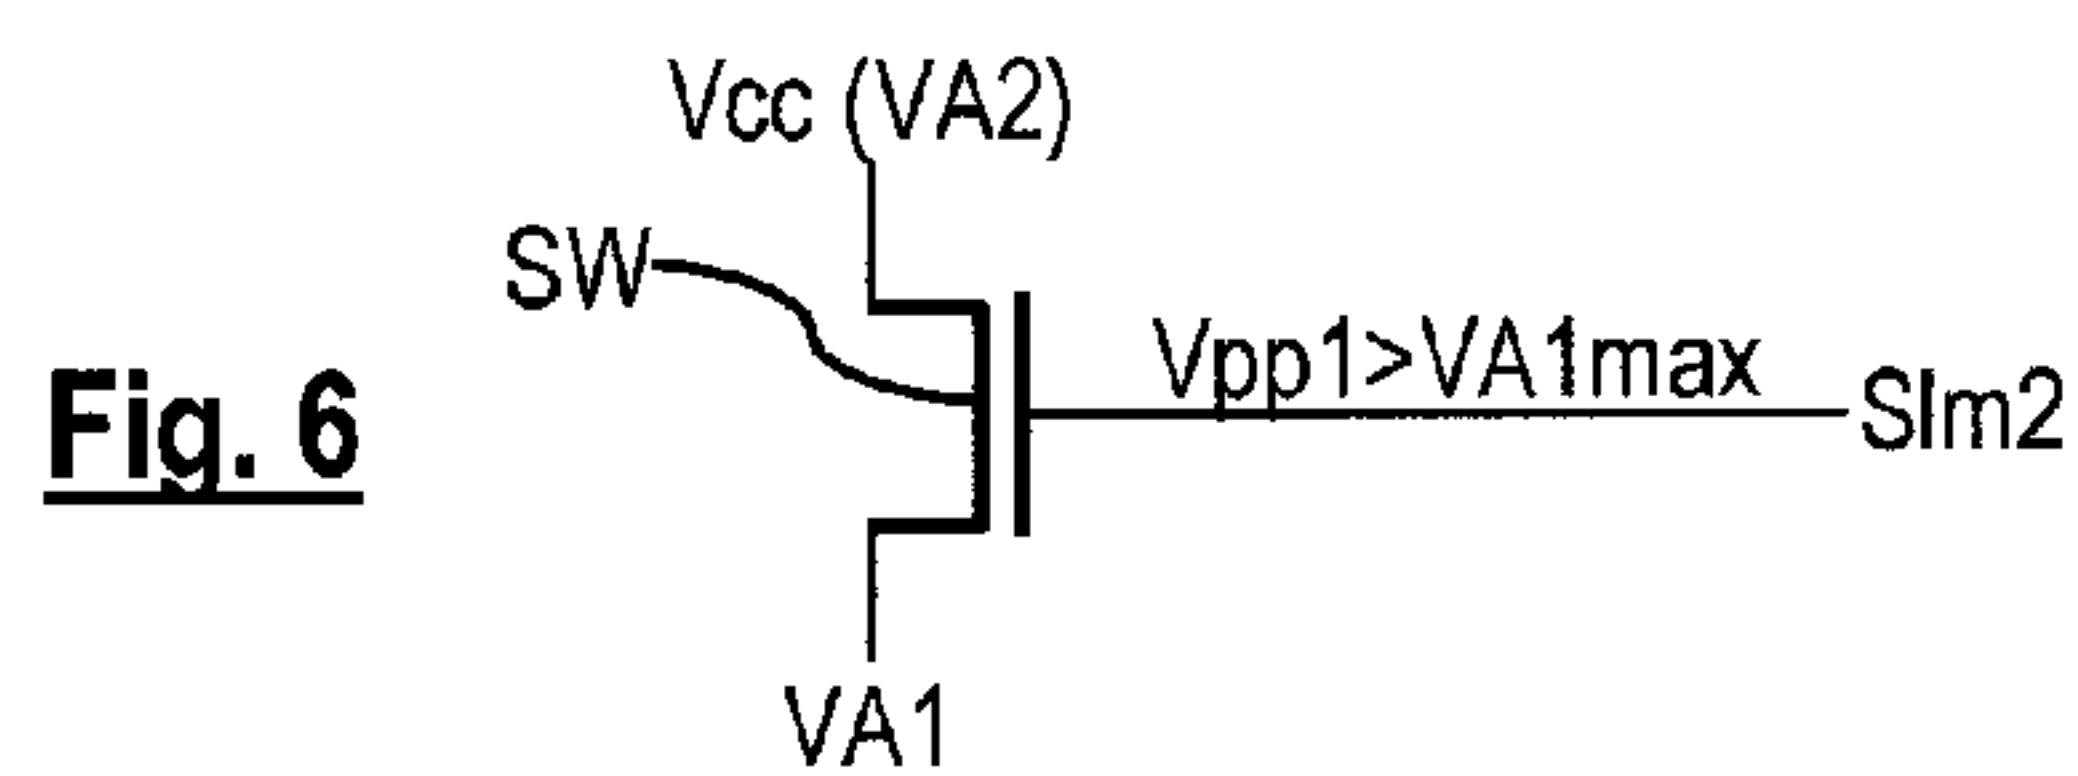 Vcc (VA2)
SW
Vpp1>VA1max
SIm2
Fig. 6
VA1